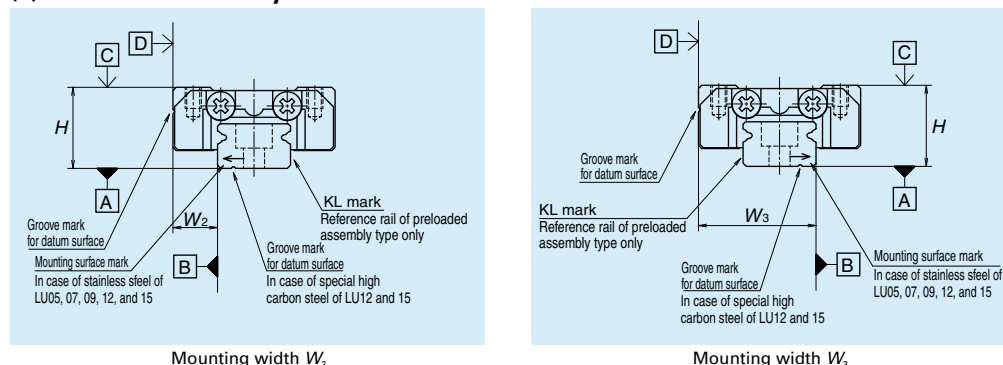 D
C
H
A
W2
B
Groove mark
for datum surface
Mounting surface mark
In case of stainless sfeel of
LU05, 07, 09, 12, and 15
KL mark
Reference rail of preloaded
assembly type only
Groove mark
for datum surface
In case of special high
carbon steel of LU12 and 15
Mounting width W2
D
C
H
A
W3
B
Groove mark
for datum surface
KL mark
Reference rail of preloaded
assembly type only
Groove mark
for datum surface
In case of special high
carbon steel of LU12 and 15
Mounting surface mark
In case of stainless sfeel of
LU05, 07, 09, 12, and 15
Mounting width W3